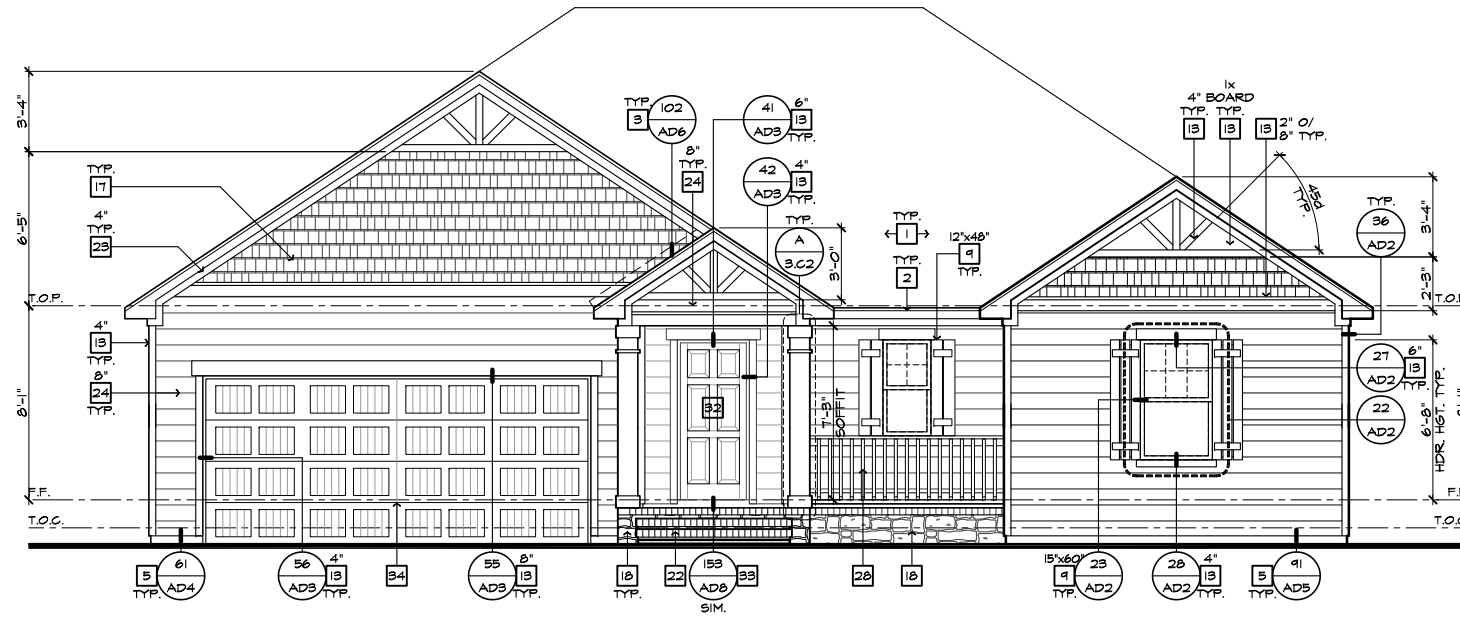 1x
4" BOARD
TYP. TYP.
13 13 13 2" O/
8" TYP.
45d
TYP.
TYP.
3
102
AD6
41
AD3
6"
13
TYP.
42
AD3
4"
13
TYP.
8"
TYP.
24
TYP.
A
3.C2
3'-0"
TYP.
1
TYP.
2
12"x48"
9
TYP.
TYP.
36
AD2
3'-4"
2'-3"
T.O.P.
3'-4"
6'-5"
8'-1"
TYP.
17
4"
TYP.
23
T.O.P.
4"
13
TYP.
8"
24
TYP.
32
7'-3"
SOFFIT
27
AD2
6"
13
TYP.
22
AD2
6'-8"
HDR. HGT. TYP.
F.F.
T.O.C.
5
TYP.
61
AD4
56
AD3
4"
13
TYP.
34
55
AD3
8"
13
TYP.
18
TYP.
22
153
AD8
SIM.
33
28
18
15"x60"
9
TYP.
23
AD2
28
AD2
4"
13
TYP.
5
TYP.
91
AD5